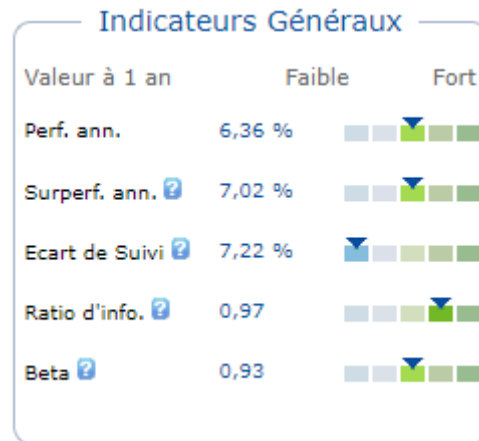 Indicateurs Généraux
Valeur à 1 an Faible Fort
Perf. ann. 6,36 %
Surperf. ann. ? 7,02 %
Ecart de Suivi ? 7,22 %
Ratio d'info. ? 0,97
Beta ? 0,93